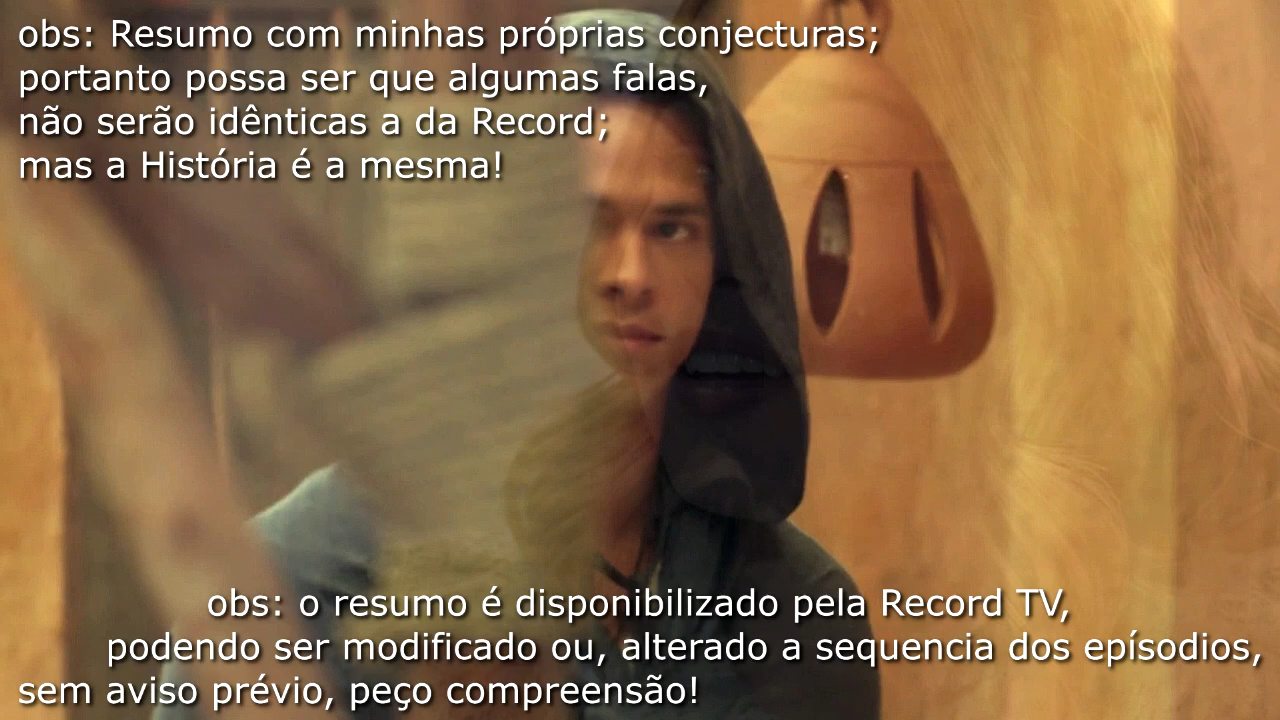 obs: Resumo com minhas próprias conjecturas;
portanto possa ser que algumas falas,
não serão idênticas a da Record;
mas a História é a mesma!
obs: o resumo é disponibilizado pela Record TV,
podendo ser modificado ou, alterado a sequencia dos epísodios,
sem aviso prévio, peço compreensão!